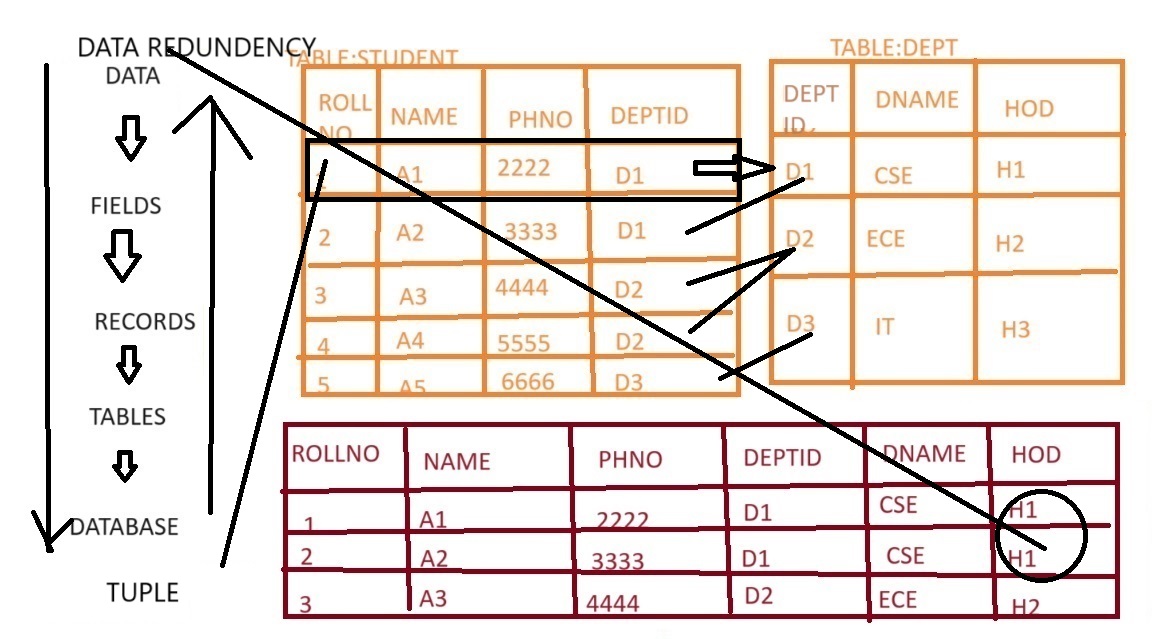 DATA REDUNDENCY
DATA
FIELDS
RECORDS
TABLES
DATABASE
TUPLE
TABLE:STUDENT
ROLL NO NAME PHNO DEPTID
1 A1 2222 D1
2 A2 3333 D1
3 A3 4444 D2
4 A4 5555 D2
5 A5 6666 D3
TABLE:DEPT
DEPT ID DNAME HOD
D1 CSE H1
D2 ECE H2
D3 IT H3
ROLLNO NAME PHNO DEPTID DNAME HOD
1 A1 2222 D1 CSE H1
2 A2 3333 D1 CSE H1
3 A3 4444 D2 ECE H2